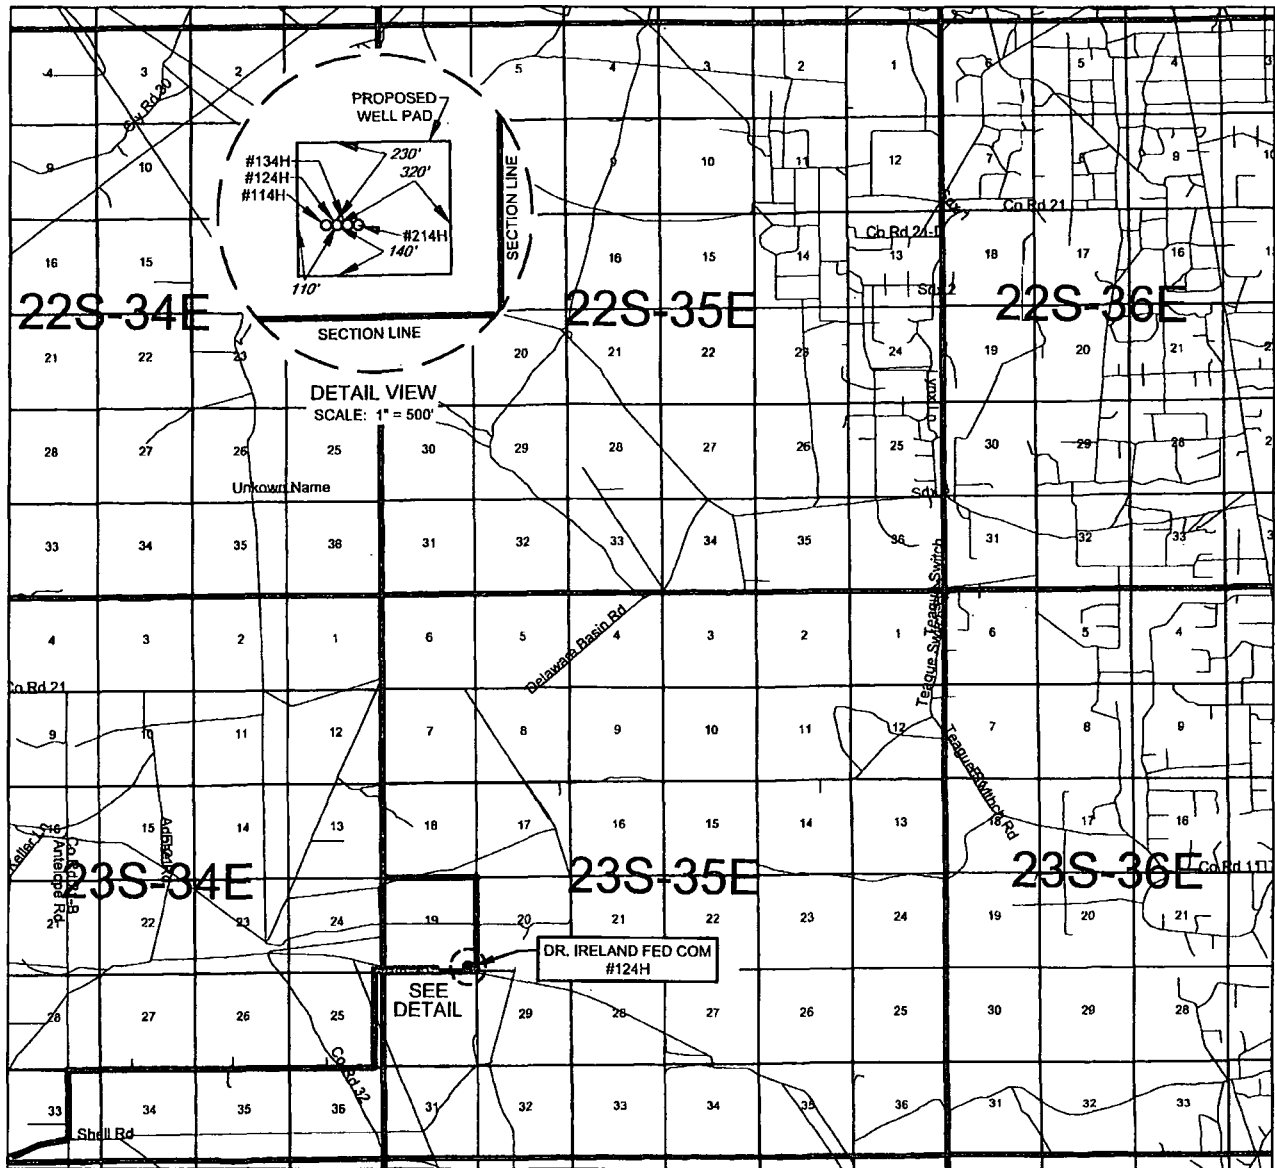 4 3 2 5 4 3 2 1 6 5 4 3
PROPOSED
WELL PAD
#134H
#124H
#114H
230'
320'
#214H
140'
110'
SECTION LINE
SECTION LINE
DETAIL VIEW
SCALE: 1" = 500'
9 10 9 10 11 12 7 8 9 10
Co Rd 21
16 15 16 15 14 13 18 17 16
22S-34E 22S-35E 22S-36E
21 22 23 20 21 22 23 24 19 20 21
28 27 26 25 30 29 28 27 26 25 30 29 28
Unkown Name
33 34 35 36 31 32 33 34 35 36 31 32 33
Teague Switch
4 3 2 1 6 5 4 3 2 1 6 5 4
Delaware Basin Rd
Co Rd 21
9 10 11 12 7 8 9 10 11 12 7 8 9
16 15 14 13 18 17 16 15 14 13 18 17 16
Antelope Rd
23S-34E 23S-35E 23S-36E
21 22 23 24 19 20 21 22 23 24 19 20 21
DR. IRELAND FED COM
#124H
SEE
DETAIL
28 27 26 25 29 28 27 26 25 30 29 28
Co Rd 32
33 34 35 36 31 32 33 34 35 36 31 32 33
Shell Rd